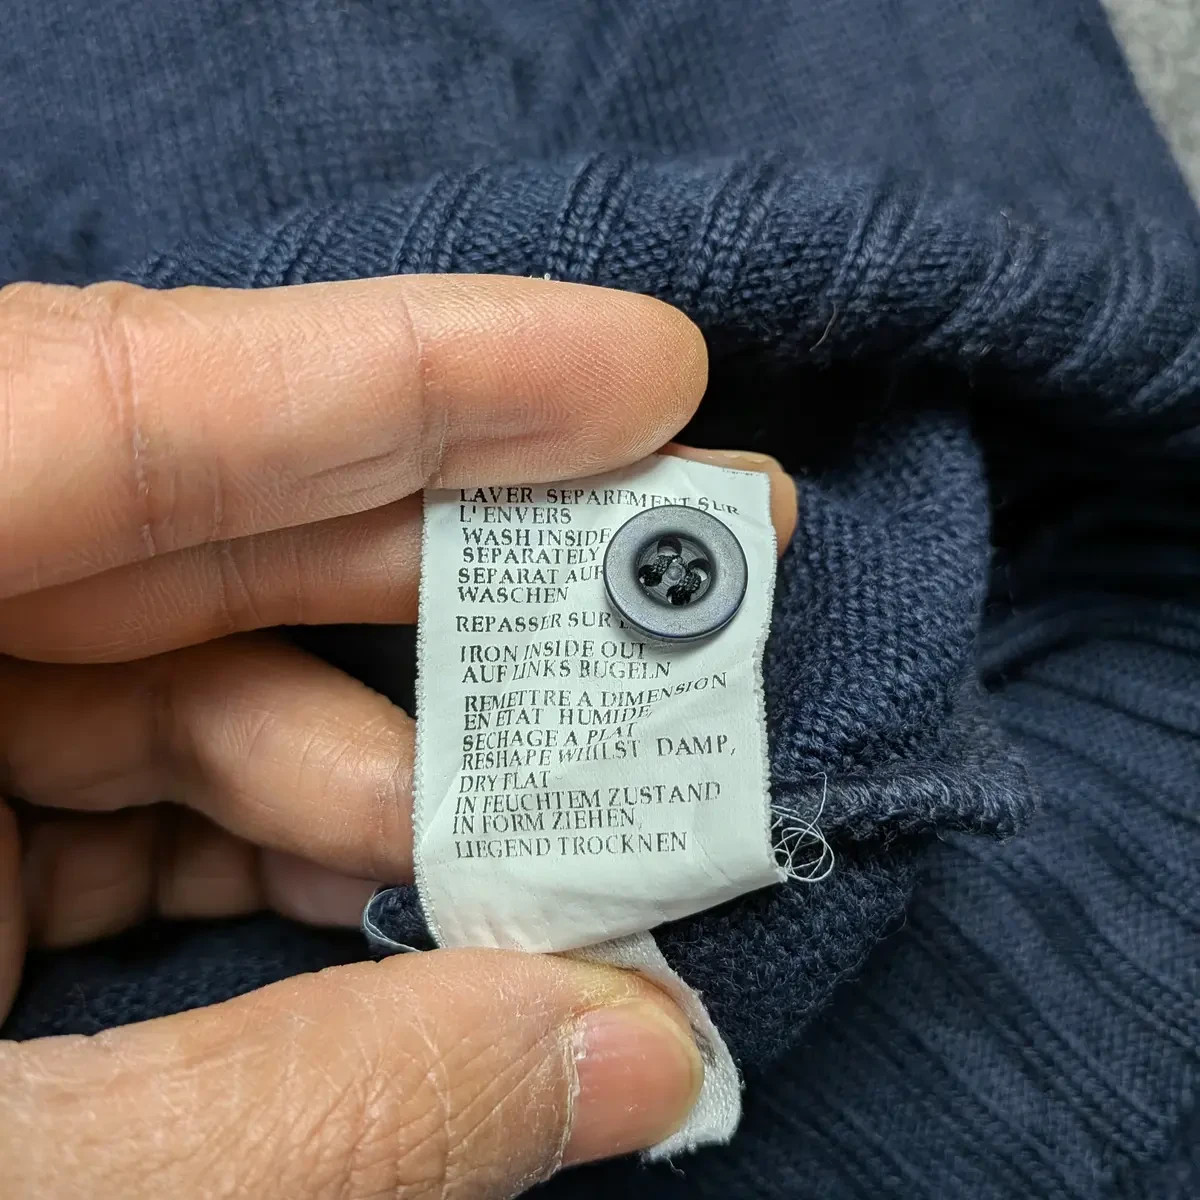 LAVER SEPAREMENT SUR
L'ENVERS
WASH INSIDE
SEPARATELY
SEPARAT AUF
WASCHEN
REPASSER SUR
IRON INSIDE OUT
AUF LINKS BUGELN
REMETTRE A DIMENSION
EN ETAT HUMIDE
SECHAGE A PLAT
RESHAPE WHILST DAMP,
DRY FLAT
IN FEUCHTEM ZUSTAND
IN FORM ZIEHEN,
LIEGEND TROCKNEN